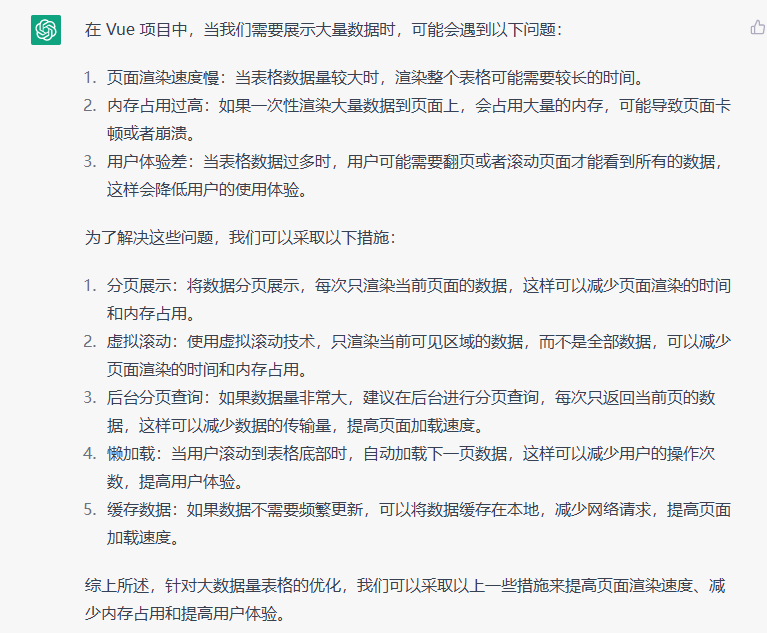 在 Vue 项目中，当我们需要展示大量数据时，可能会遇到以下问题：
1. 页面渲染速度慢：当表格数据量较大时，渲染整个表格可能需要较长的时间。
2. 内存占用过高：如果一次性渲染大量数据到页面上，会占用大量的内存，可能导致页面卡
顿或者崩溃。
3. 用户体验差：当表格数据过多时，用户可能需要翻页或者滚动页面才能看到所有的数据，
这样会降低用户的使用体验。
为了解决这些问题，我们可以采取以下措施：
1. 分页展示：将数据分页展示，每次只渲染当前页面的数据，这样可以减少页面渲染的时间
和内存占用。
2. 虚拟滚动：使用虚拟滚动技术，只渲染当前可见区域的数据，而不是全部数据，可以减少
页面渲染的时间和内存占用。
3. 后台分页查询：如果数据量非常大，建议在后台进行分页查询，每次只返回当前页的数
据，这样可以减少数据的传输量，提高页面加载速度。
4. 懒加载：当用户滚动到表格底部时，自动加载下一页数据，这样可以减少用户的操作次
数，提高用户体验。
5. 缓存数据：如果数据不需要频繁更新，可以将数据缓存在本地，减少网络请求，提高页面
加载速度。
综上所述，针对大数据量表格的优化，我们可以采取以上一些措施来提高页面渲染速度、减
少内存占用和提高用户体验。